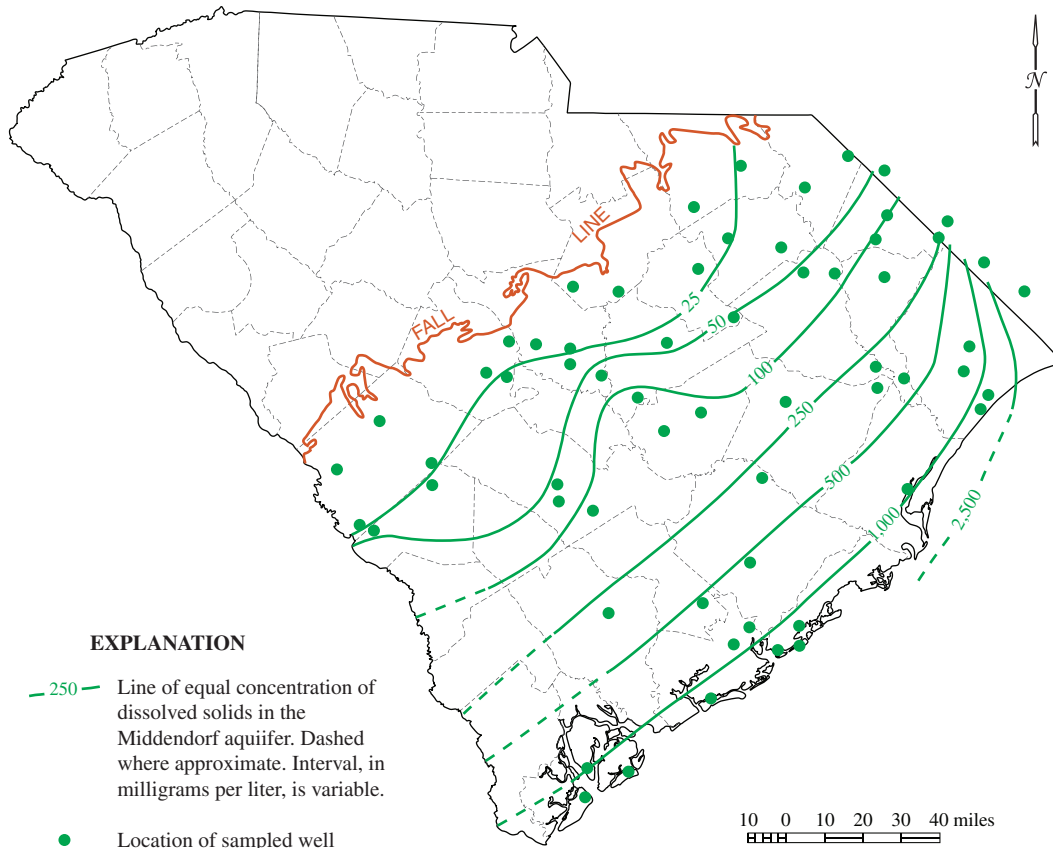 N
LINE
FALL
25
50
100
250
500
1,000
2,500
EXPLANATION
250 Line of equal concentration of
dissolved solids in the
Middendorf aquiifer. Dashed
where approximate. Interval, in
milligrams per liter, is variable.
Location of sampled well
10 0 10 20 30 40 miles